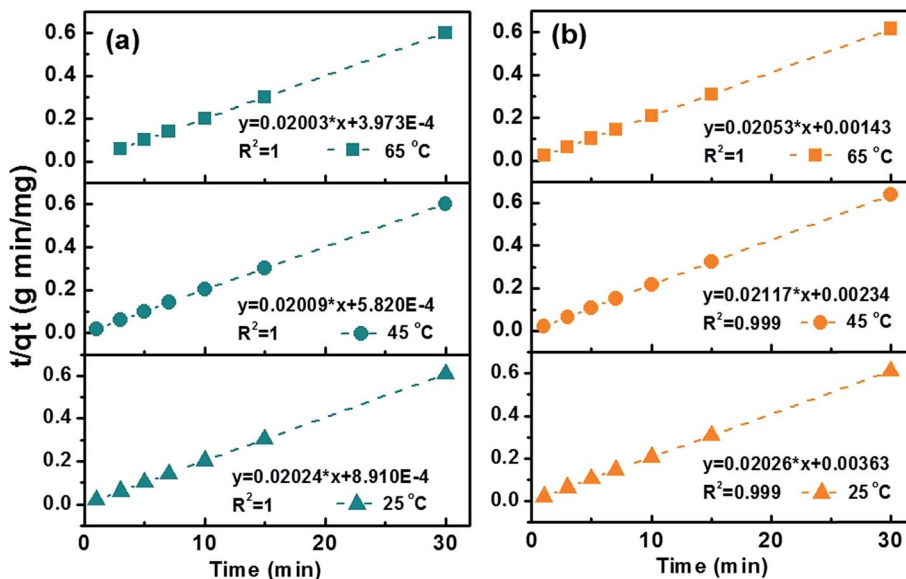 (a)
0.6
0.4
0.2
0.0
y=0.02003*x+3.973E-4
R²=1
65 °C
0.6
0.4
0.2
0.0
y=0.02009*x+5.820E-4
R²=1
45 °C
0.6
0.4
0.2
0.0
y=0.02024*x+8.910E-4
R²=1
25 °C
0 10 20 30
Time (min)
t/qt (g min/mg)
(b)
0.6
0.4
0.2
0.0
y=0.02053*x+0.00143
R²=1
65 °C
0.6
0.4
0.2
0.0
y=0.02117*x+0.00234
R²=0.999
45 °C
0.6
0.4
0.2
0.0
y=0.02026*x+0.00363
R²=0.999
25 °C
0 10 20 30
Time (min)